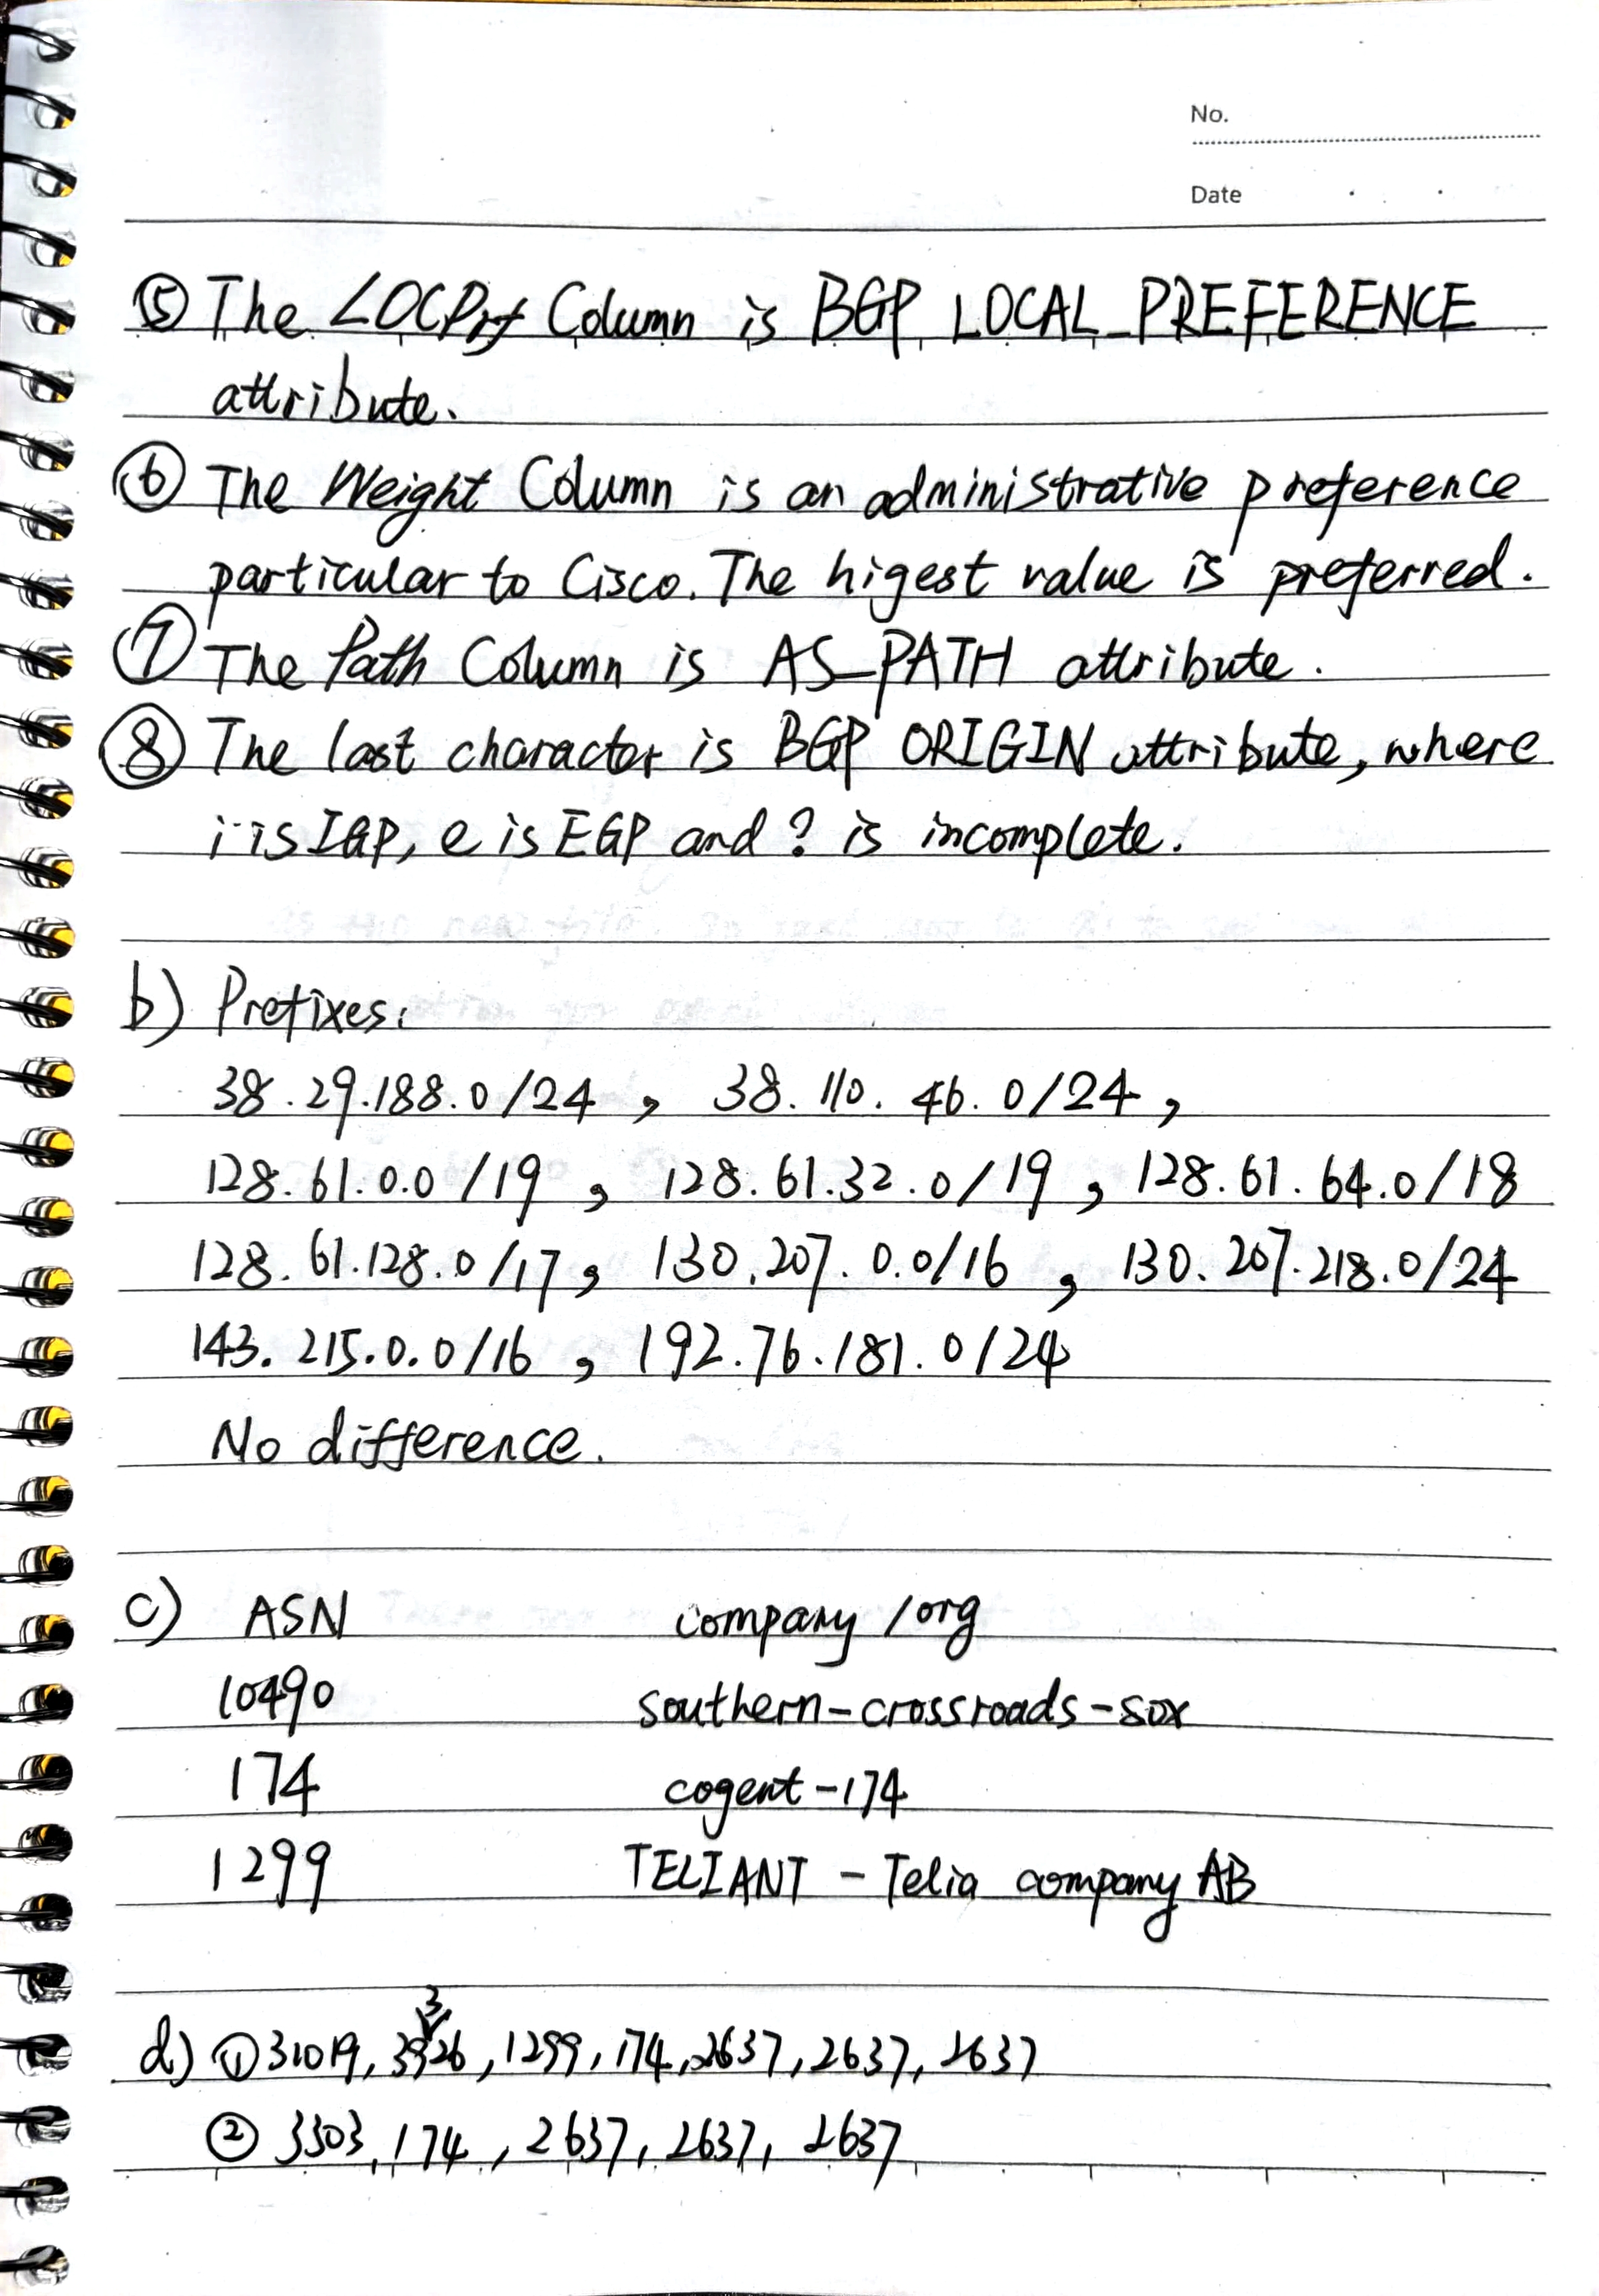 No.
Date
⑤ The LOCPrf Column is BGP LOCAL_PREFERENCE
attribute.
⑥ The Weight Column is an administrative preference
particular to Cisco. The higest value is preferred.
⑦ The Path Column is AS_PATH attribute.
⑧ The last character is BGP ORIGIN attribute, where
i is IGP, e is EGP and ? is incomplete.
b) Prefixes:
38.29.188.0/24, 38.110.46.0/24,
128.61.0.0/19, 128.61.32.0/19, 128.61.64.0/18
128.61.128.0/17, 130.207.0.0/16, 130.207.218.0/24
143.215.0.0/16, 192.76.181.0/24
No difference.
c) ASN company/org
10490 southern-crossroads-sox
174 cogent-174
1299 TELIANT - Telia company AB
d) ① 31019, 39326, 1299, 174, 2637, 2637, 2637
② 3303, 174, 2637, 2637, 2637